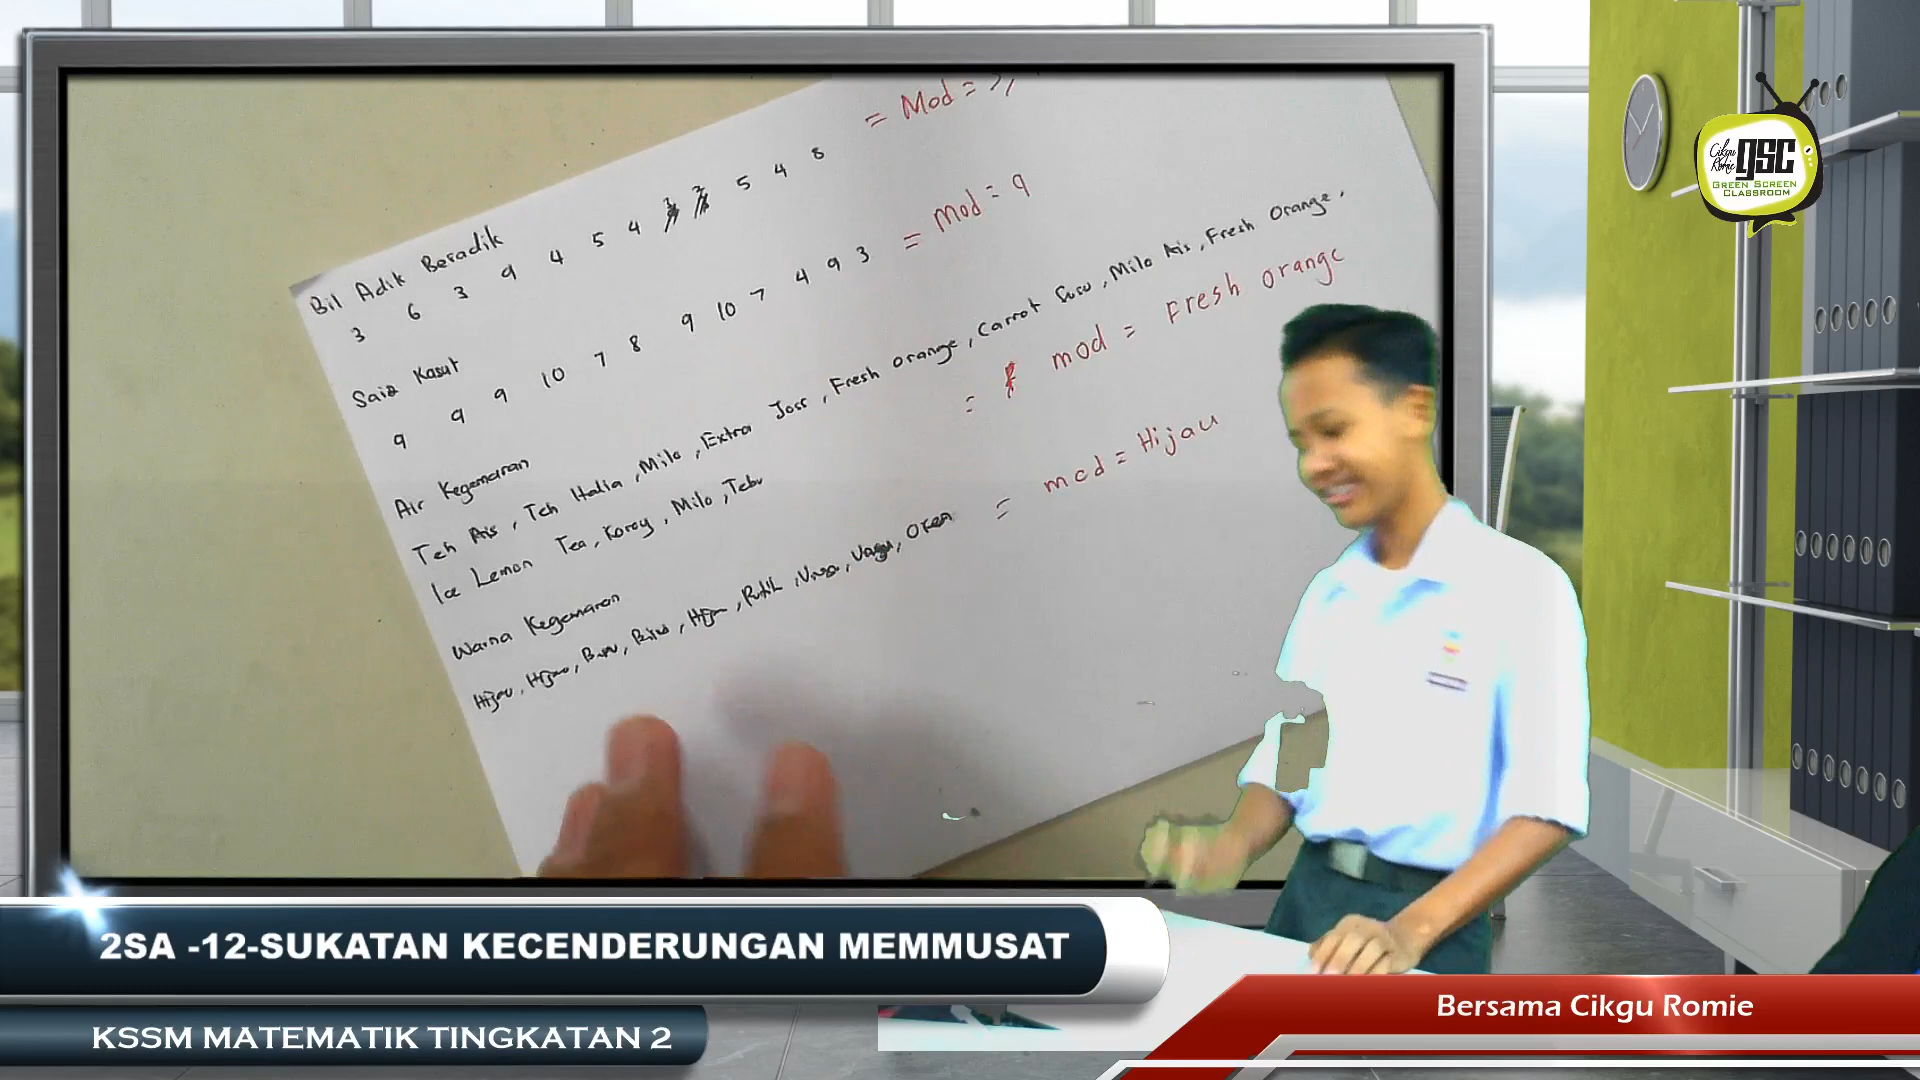 Bil Adik Beradik
3 6 3 9 4 5 4 5 4 8 = Mod = 3//
Saiz Kasut
9 9 9 10 7 8 9 10 7 4 9 3 = Mod = 9
Air Kegemaran
Teh Ais, Teh Halia, Milo, Extra Joss, Fresh orange, Carrot Susu, Milo Ais, Fresh Orange,
Ice Lemon Tea, Milo, Tebu
= mod = Fresh orange
Warna Kegemaran
Hijau, Hijau, Biru, Biru, Hijau, Putih, Ungu, Oren = mod = Hijau
Cikgu Romie GSC
GREEN SCREEN
CLASSROOM
2SA -12-SUKATAN KECENDERUNGAN MEMMUSAT
KSSM MATEMATIK TINGKATAN 2
Bersama Cikgu Romie